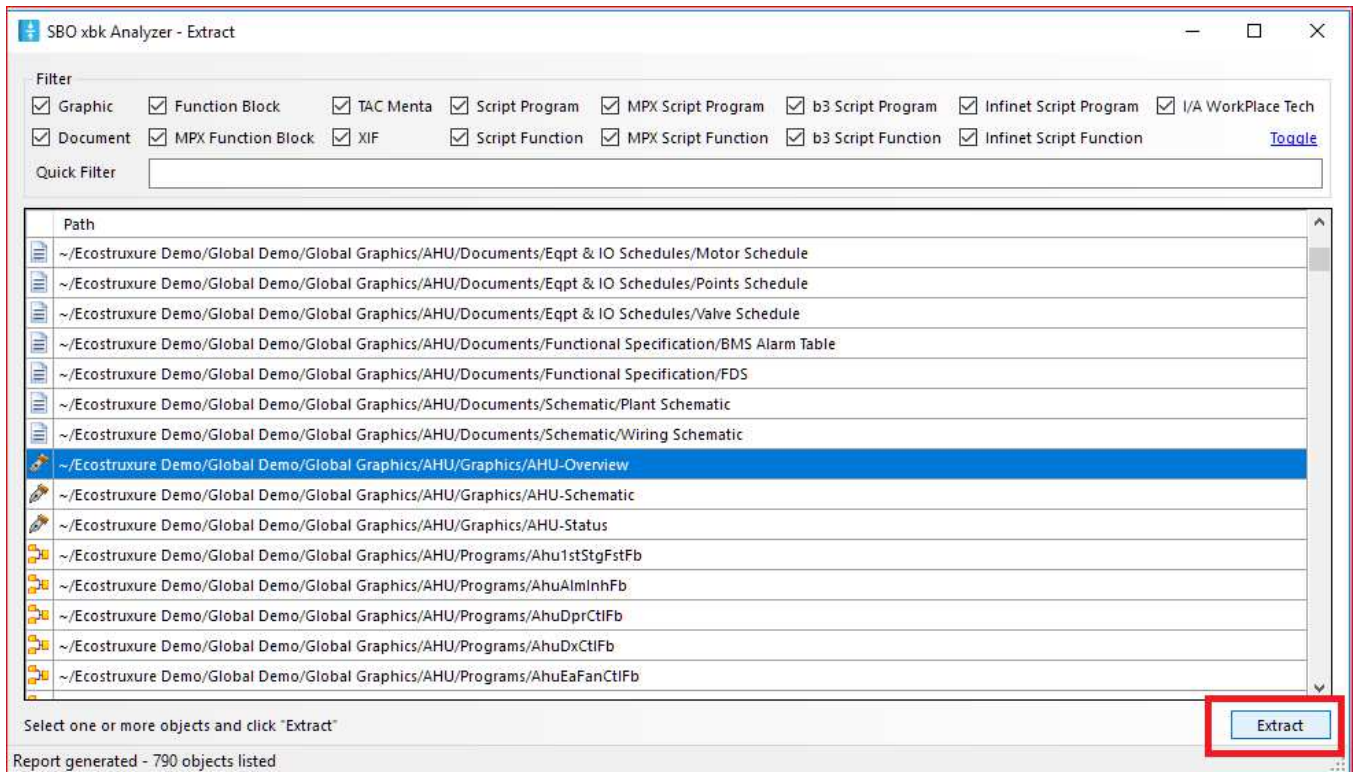 SBO xbk Analyzer - Extract
Filter
Graphic Function Block TAC Menta Script Program MPX Script Program b3 Script Program Infinet Script Program I/A WorkPlace Tech
Document MPX Function Block XIF Script Function MPX Script Function b3 Script Function Infinet Script Function Toggle
Quick Filter
Path
~/Ecostruxure Demo/Global Demo/Global Graphics/AHU/Documents/Eqpt & IO Schedules/Motor Schedule
~/Ecostruxure Demo/Global Demo/Global Graphics/AHU/Documents/Eqpt & IO Schedules/Points Schedule
~/Ecostruxure Demo/Global Demo/Global Graphics/AHU/Documents/Eqpt & IO Schedules/Valve Schedule
~/Ecostruxure Demo/Global Demo/Global Graphics/AHU/Documents/Functional Specification/BMS Alarm Table
~/Ecostruxure Demo/Global Demo/Global Graphics/AHU/Documents/Functional Specification/FDS
~/Ecostruxure Demo/Global Demo/Global Graphics/AHU/Documents/Schematic/Plant Schematic
~/Ecostruxure Demo/Global Demo/Global Graphics/AHU/Documents/Schematic/Wiring Schematic
~/Ecostruxure Demo/Global Demo/Global Graphics/AHU/Graphics/AHU-Overview
~/Ecostruxure Demo/Global Demo/Global Graphics/AHU/Graphics/AHU-Schematic
~/Ecostruxure Demo/Global Demo/Global Graphics/AHU/Graphics/AHU-Status
~/Ecostruxure Demo/Global Demo/Global Graphics/AHU/Programs/Ahu1stStgFstFb
~/Ecostruxure Demo/Global Demo/Global Graphics/AHU/Programs/AhuAlmInhFb
~/Ecostruxure Demo/Global Demo/Global Graphics/AHU/Programs/AhuDprCtlFb
~/Ecostruxure Demo/Global Demo/Global Graphics/AHU/Programs/AhuDxCtlFb
~/Ecostruxure Demo/Global Demo/Global Graphics/AHU/Programs/AhuEaFanCtlFb
Select one or more objects and click "Extract"
Extract
Report generated - 790 objects listed